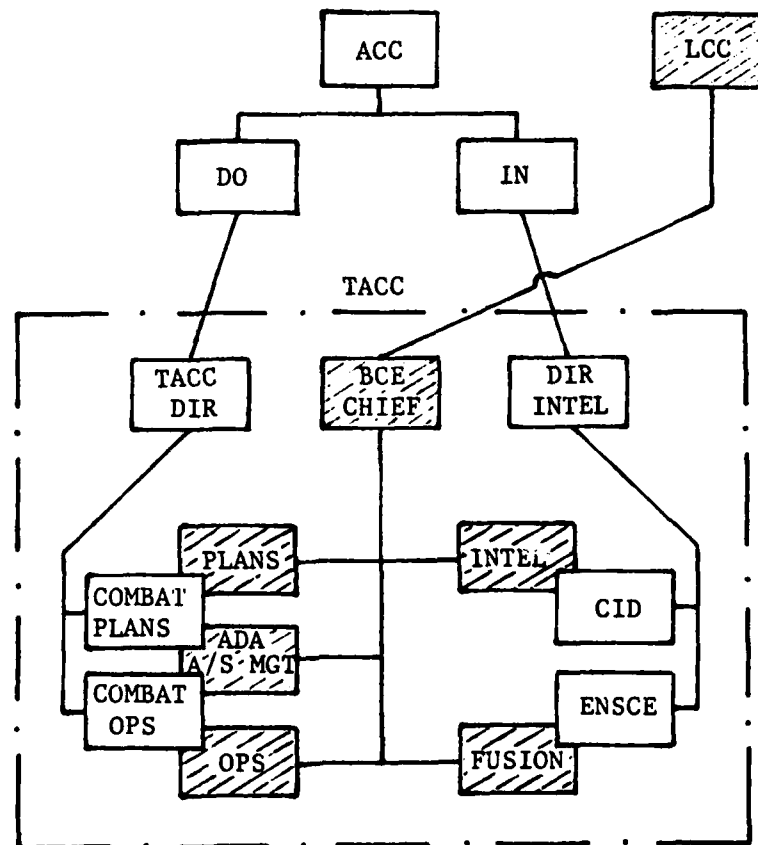 ACC
LCC
DO
IN
TACC
TACC
DIR
BCE
CHIEF
DIR
INTEL
PLANS
INTEL
COMBAT
PLANS
CID
ADA
A/S MGT
COMBAT
OPS
ENSCE
OPS
FUSION